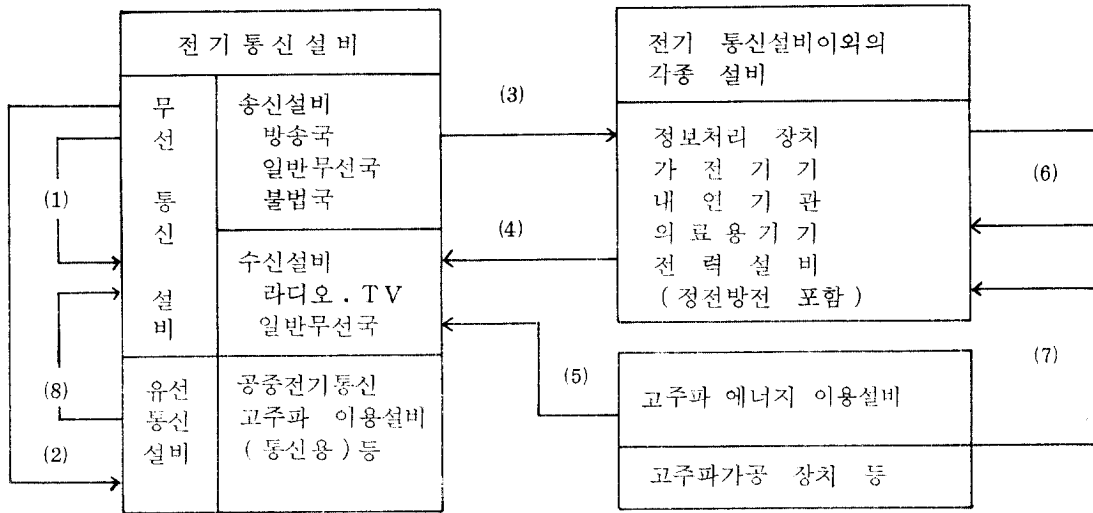 전기통신설비
무선 통신 설비
송신설비
방송국
일반무선국
불법국
수신설비
라디오 . TV
일반무선국
유선
통신
설비
공중전기통신
고주파 이용설비
(통신용)등
(1)
(8)
(2)
(3)
(4)
(5)
전기 통신설비이외의
각종 설비
정보처리 장치
가전기기
내연기관
의료용기기
전력설비
(정전방전 포함)
(6)
(7)
고주파 에너지 이용설비
고주파가공 장치 등